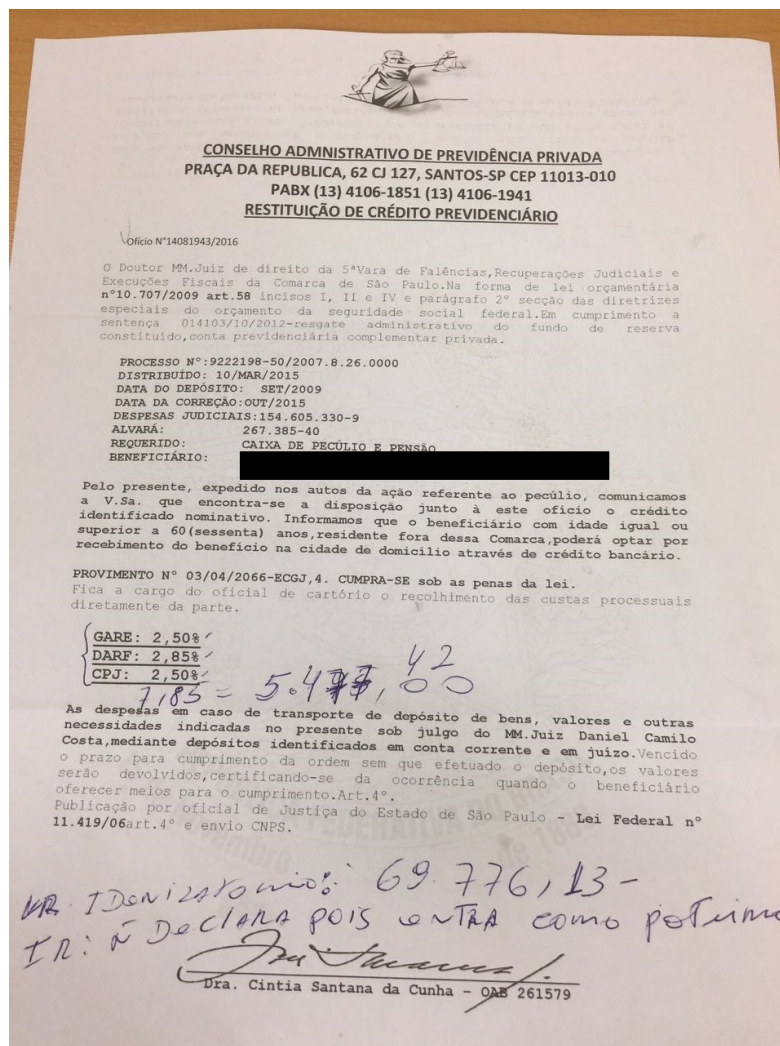 CONSELHO ADMNISTRATIVO DE PREVIDÊNCIA PRIVADA
PRAÇA DA REPUBLICA, 62 CJ 127, SANTOS-SP CEP 11013-010
PABX (13) 4106-1851 (13) 4106-1941
RESTITUIÇÃO DE CRÉDITO PREVIDENCIÁRIO
Ofício N°14081943/2016
O Doutor MM.Juiz de direito da 5ªVara de Falências,Recuperações Judiciais e
Execuções Fiscais da Comarca de São Paulo.Na forma de lei orçamentária
n°10.707/2009 art.58 incisos I, II e IV e parágrafo 2° secção das diretrizes
especiais do orçamento da seguridade social federal.Em cumprimento a
sentença 014103/10/2012-resgate administrativo do fundo de reserva
constituído,conta previdenciária complementar privada.
PROCESSO N°:9222198-50/2007.8.26.0000
DISTRIBUÍDO: 10/MAR/2015
DATA DO DEPÓSITO: SET/2009
DATA DA CORREÇÃO:OUT/2015
DESPESAS JUDICIAIS:154.605.330-9
ALVARÁ: 267.385-40
REQUERIDO: CAIXA DE PECÚLIO E PENSÃO
BENEFICIÁRIO:
Pelo presente, expedido nos autos da ação referente ao pecúlio, comunicamos
a V.Sa. que encontra-se a disposição junto à este ofício o crédito
identificado nominativo. Informamos que o beneficiário com idade igual ou
superior a 60(sessenta) anos,residente fora dessa Comarca,poderá optar por
recebimento do benefício na cidade de domicílio através de crédito bancário.
PROVIMENTO N° 03/04/2066-ECGJ,4. CUMPRA-SE sob as penas da lei.
Fica a cargo do oficial de cartório o recolhimento das custas processuais
diretamente da parte.
GARE: 2,50%
DARF: 2,85%
CPJ: 2,50%
7,85 = 5.477,00 42
As despesas em caso de transporte de depósito de bens, valores e outras
necessidades indicadas no presente sob julgo do MM.Juiz Daniel Camilo
Costa,mediante depósitos identificados em conta corrente e em juízo.Vencido
o prazo para cumprimento da ordem sem que efetuado o depósito,os valores
serão devolvidos,certificando-se da ocorrência quando o beneficiário
oferecer meios para o cumprimento.Art.4°.
Publicação por oficial de Justiça do Estado de São Paulo - Lei Federal n°
11.419/06art.4° e envio CNPS.
VR. IDENIZATORIO: 69.776,13-
IR: Ñ DECLARA POIS ENTRA como
Dra. Cintia Santana da Cunha - OAB 261579